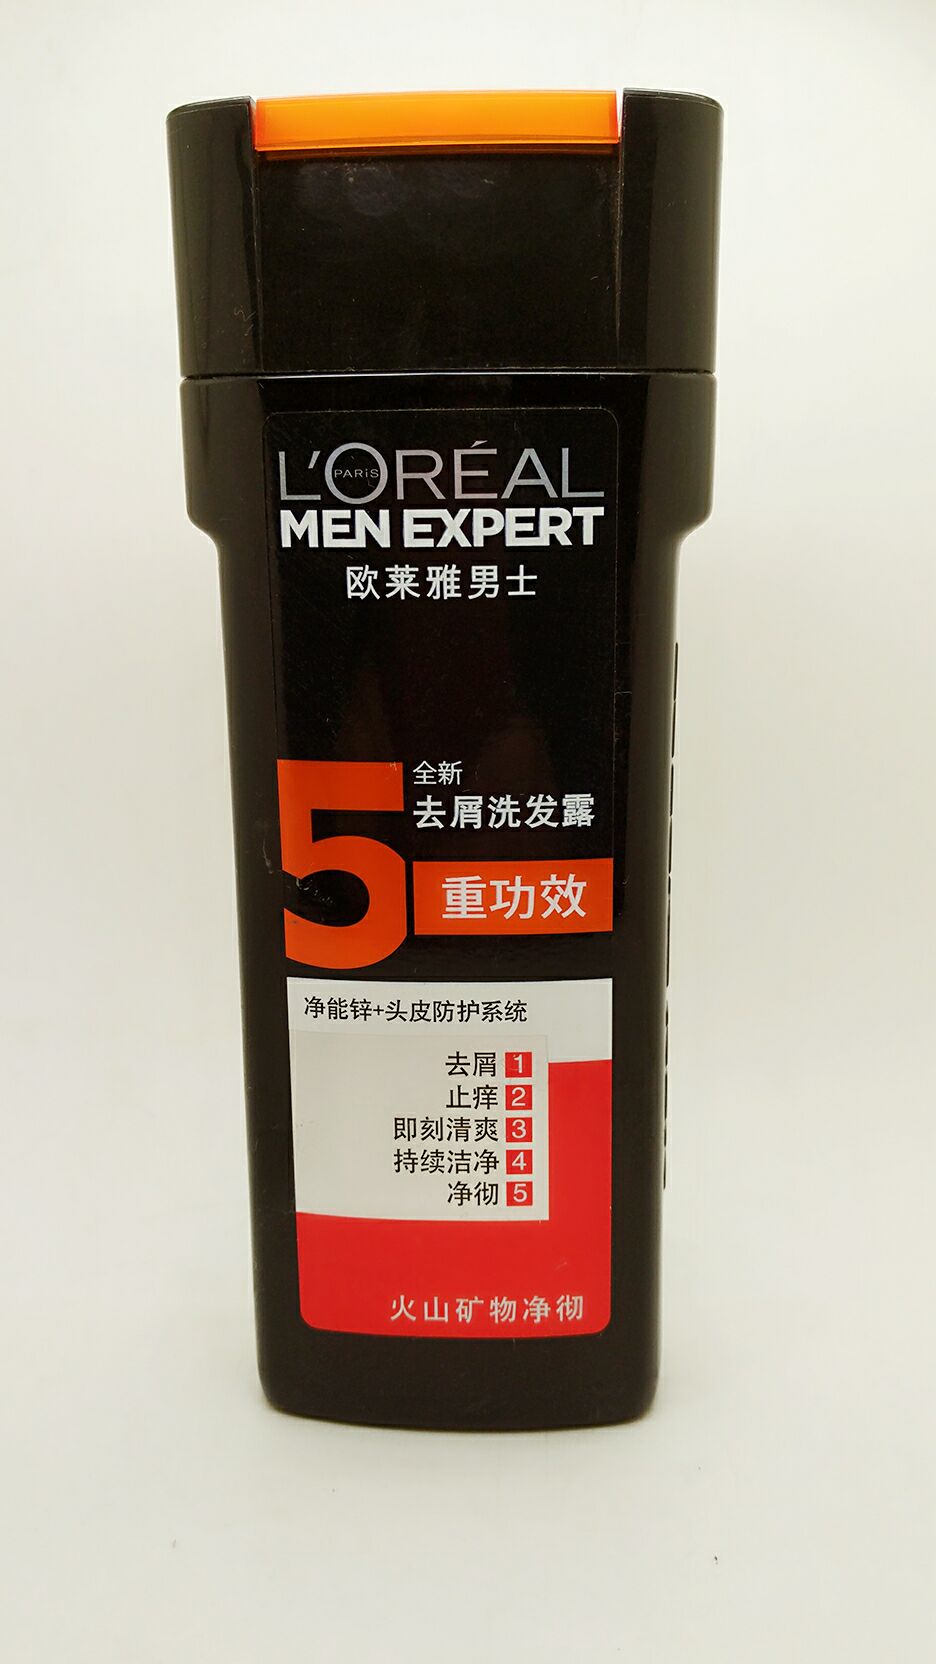 L'ORÉAL
PARiS
MEN EXPERT
欧莱雅男士
5
全新
去屑洗发露
重功效
净能锌+头皮防护系统
去屑 1
止痒 2
即刻清爽 3
持续洁净 4
净彻 5
火山矿物净彻